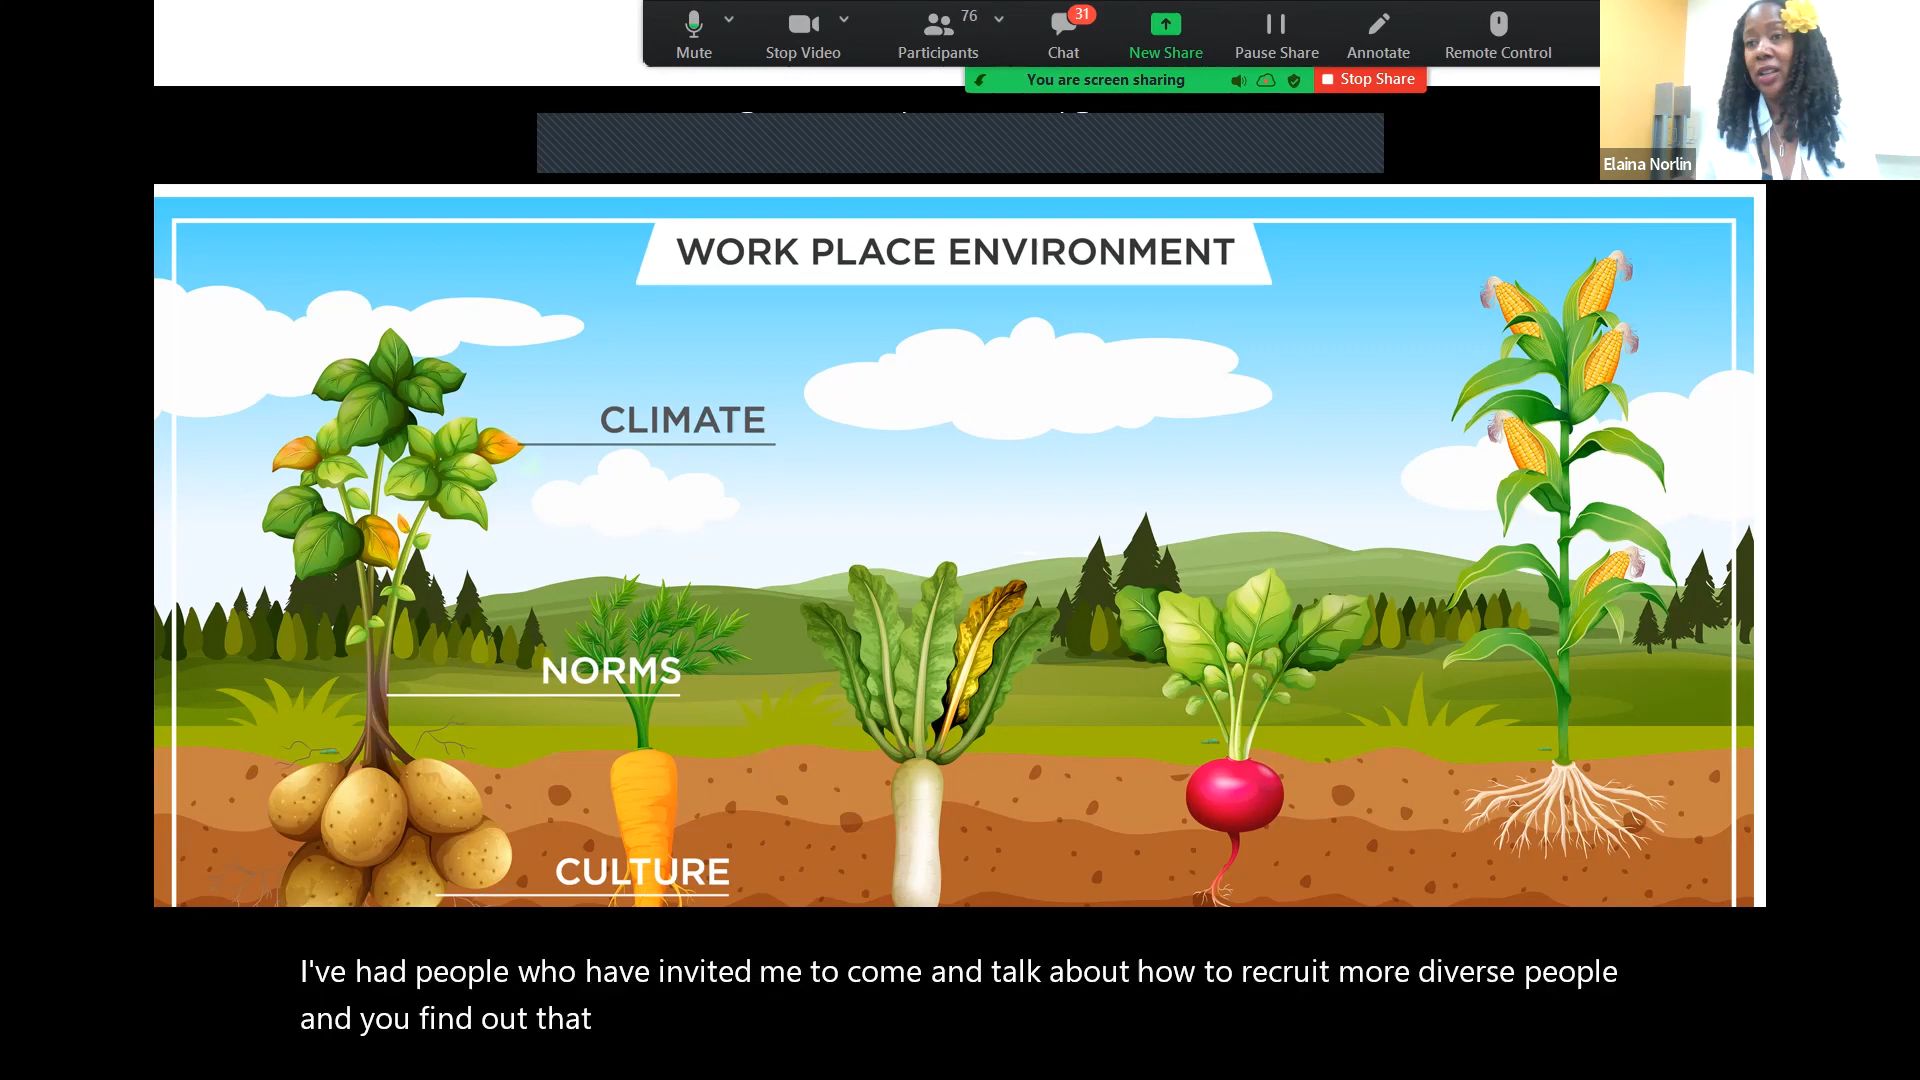 Mute
Stop Video
76
Participants
31
Chat
New Share
Pause Share
Annotate
Remote Control
You are screen sharing
Stop Share
Elaina Norlin
WORK PLACE ENVIRONMENT
CLIMATE
NORMS
CULTURE
I've had people who have invited me to come and talk about how to recruit more diverse people
and you find out that